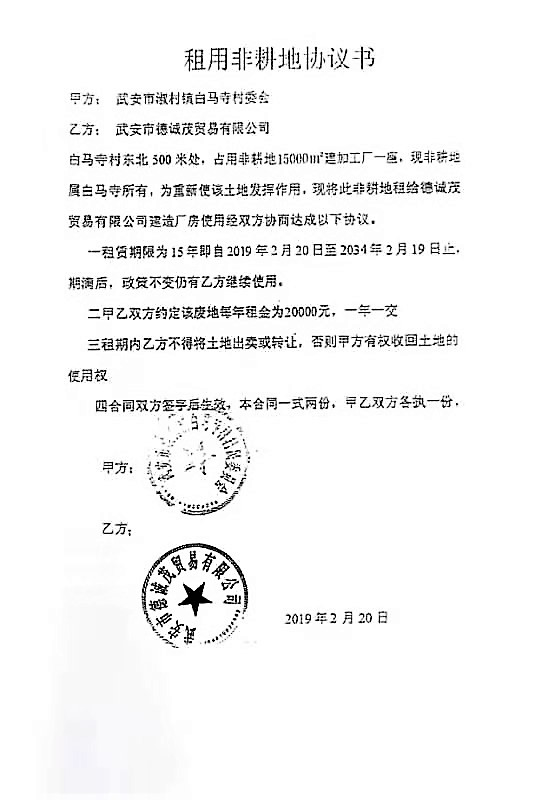 租用非耕地协议书
甲方： 武安市淑村镇白马寺村委会
乙方： 武安市德诚茂贸易有限公司
白马寺村东北 500 米处，占用非耕地15000㎡建加工厂一座，现非耕地
属白马寺所有，为重新使该土地发挥作用，现将此非耕地租给德诚茂
贸易有限公司建造厂房使用经双方协商达成以下协议。
一租赁期限为 15 年即自 2019 年 2 月 20 日至 2034 年 2 月 19 日止，
期满后，政策不变仍有乙方继续使用。
二甲乙双方约定该废地每年租金为20000元，一年一交
三租期内乙方不得将土地出卖或转让，否则甲方有权收回土地的
使用权
四合同双方签字后生效，本合同一式两份，甲乙双方各执一份，
甲方：
乙方；
武安市德诚茂贸易有限公司
2019 年 2 月 20 日